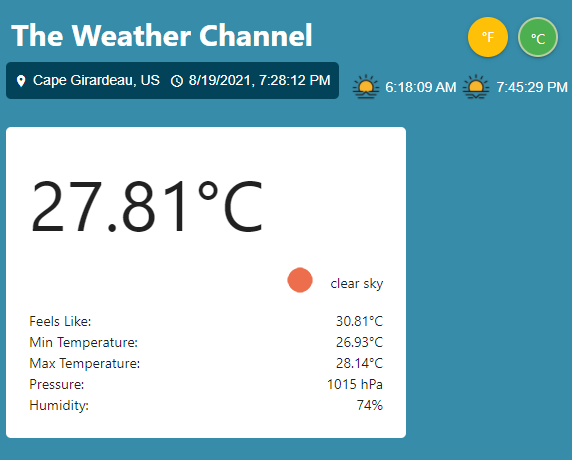 The Weather Channel
°F
°C
Cape Girardeau, US 8/19/2021, 7:28:12 PM
6:18:09 AM 7:45:29 PM
27.81°C
clear sky
Feels Like: 30.81°C
Min Temperature: 26.93°C
Max Temperature: 28.14°C
Pressure: 1015 hPa
Humidity: 74%